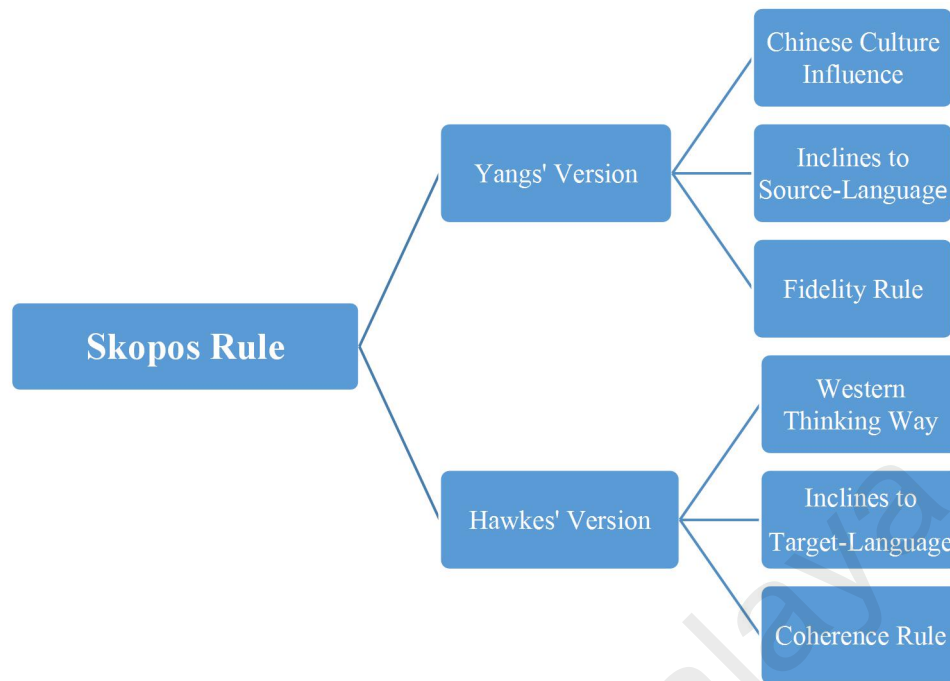 Skopos Rule
Yangs' Version
Chinese Culture
Influence
Inclines to
Source-Language
Fidelity Rule
Hawkes' Version
Western
Thinking Way
Inclines to
Target-Language
Coherence Rule